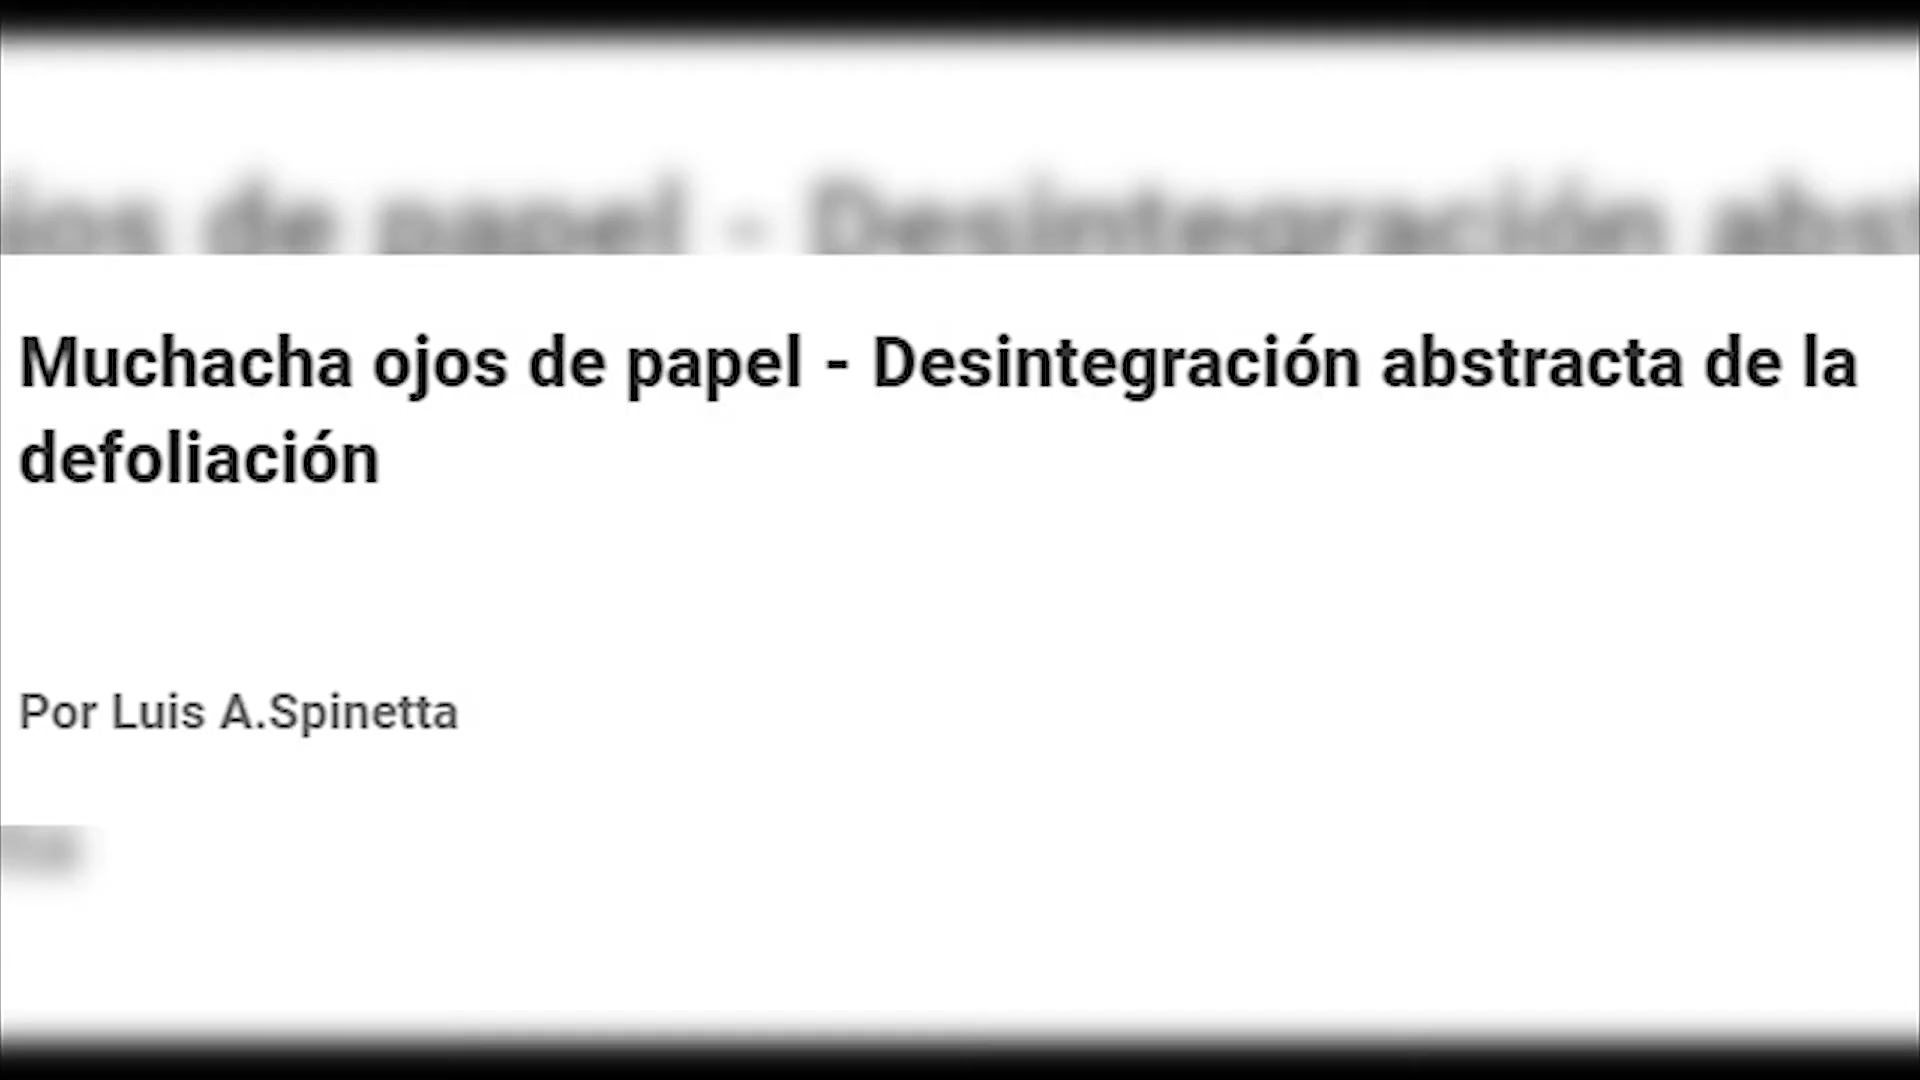 Muchacha ojos de papel - Desintegración abstracta de la
defoliación
Por Luis A.Spinetta